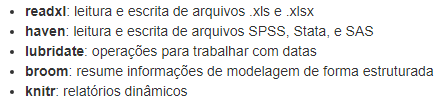 readxl: leitura e escrita de arquivos .xls e .xlsx
haven: leitura e escrita de arquivos SPSS, Stata, e SAS
lubridate: operações para trabalhar com datas
broom: resume informações de modelagem de forma estruturada
knitr: relatórios dinâmicos